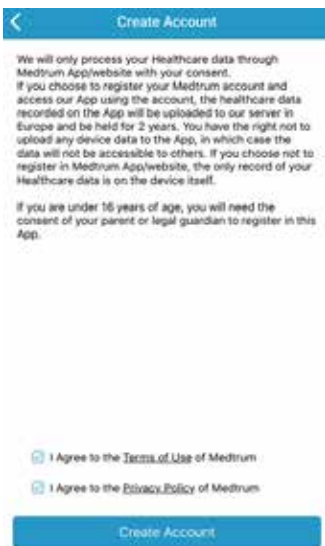 Create Account
We will only process your Healthcare data through
Medtrum App/website with your consent.
If you choose to register your Medtrum account and
access our App using the account, the healthcare data
recorded on the App will be uploaded to our server in
Europe and be held for 2 years. You have the right not to
upload any device data to the App, in which case the
data will not be accessible to others. If you choose not to
register in Medtrum App/website, the only record of your
Healthcare data is on the device itself.
If you are under 16 years of age, you will need the
consent of your parent or legal guardian to register in this
App.
I Agree to the Terms of Use of Medtrum
I Agree to the Privacy Policy of Medtrum
Create Account